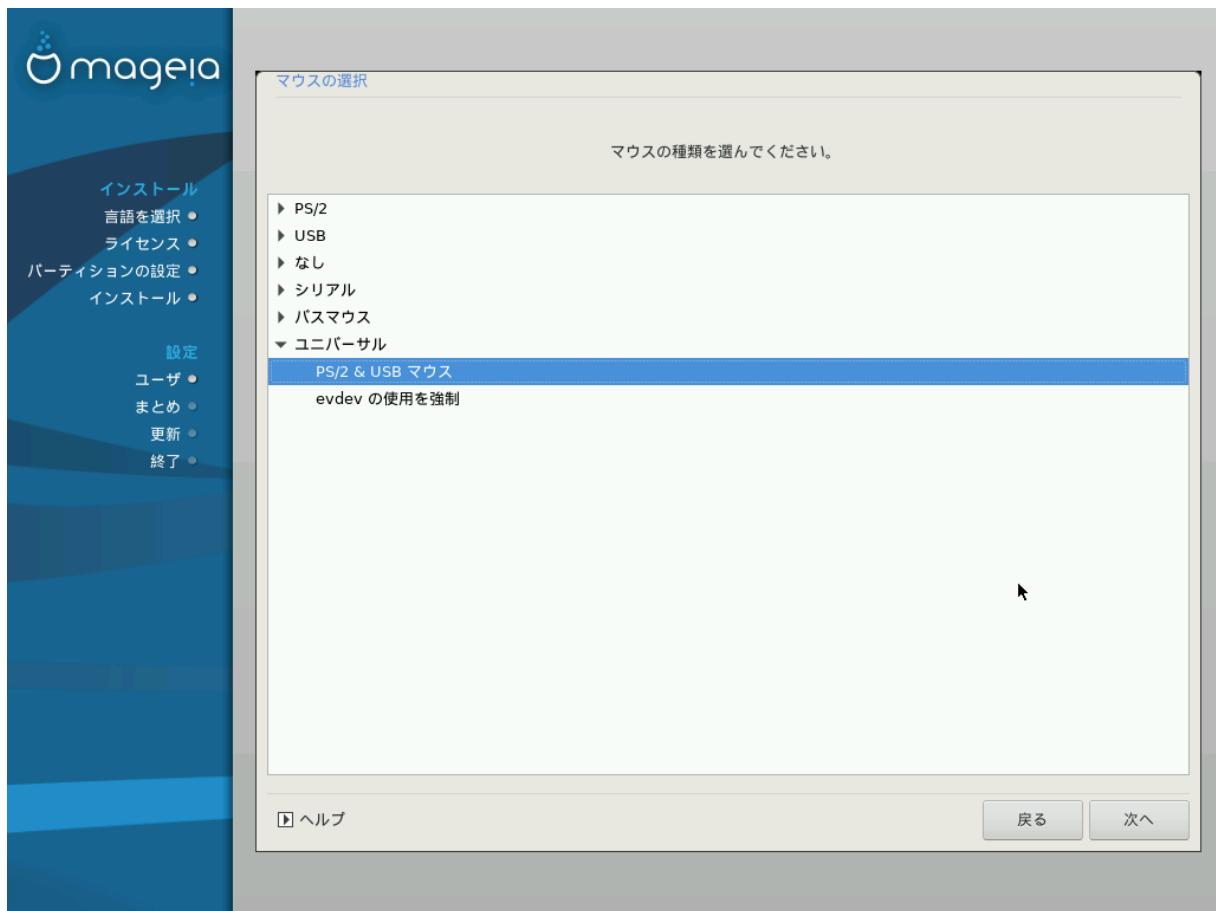 mageia
インストール
言語を選択
ライセンス
パーティションの設定
インストール
設定
ユーザ
まとめ
更新
終了
マウスの選択
マウスの種類を選んでください。
PS/2
USB
なし
シリアル
バスマウス
ユニバーサル
PS/2 & USB マウス
evdev の使用を強制
ヘルプ
戻る
次へ